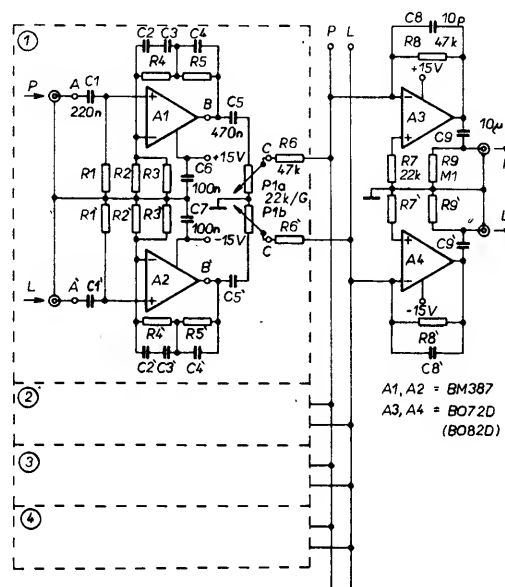 1
C2 C3 C4
R4 R5
P A C1
220n
A1
B C5
470n
+15V
C6
100n
C7
100n
-15V
R1 R2 R3
R1' R2' R3'
C R6
47k
P1a
22k/G
P1b
C R6'
L A' C1'
A2
B'
C5'
R4' R5'
C2' C3' C4'
2
3
4
P L
C8 10p
R8 47k
+15V
A3
10µ
C9
R7
22k
R9
M1
R7' R9'
C9'
A4
-15V
R8'
C8'
A1, A2 = BM387
A3, A4 = BO72D
(BO82D)